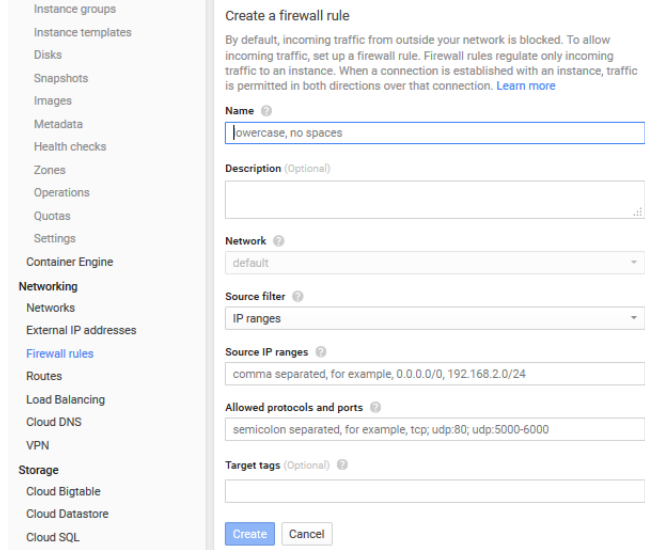 Instance groups
Instance templates
Disks
Snapshots
Images
Metadata
Health checks
Zones
Operations
Quotas
Settings
Container Engine
Networking
Networks
External IP addresses
Firewall rules
Routes
Load Balancing
Cloud DNS
VPN
Storage
Cloud Bigtable
Cloud Datastore
Cloud SQL
Create a firewall rule
By default, incoming traffic from outside your network is blocked. To allow
incoming traffic, set up a firewall rule. Firewall rules regulate only incoming
traffic to an instance. When a connection is established with an instance, traffic
is permitted in both directions over that connection. Learn more
Name
lowercase, no spaces
Description (Optional)
Network
default
Source filter
IP ranges
Source IP ranges
comma separated, for example, 0.0.0.0/0, 192.168.2.0/24
Allowed protocols and ports
semicolon separated, for example, tcp; udp:80; udp:5000-6000
Target tags (Optional)
Create Cancel